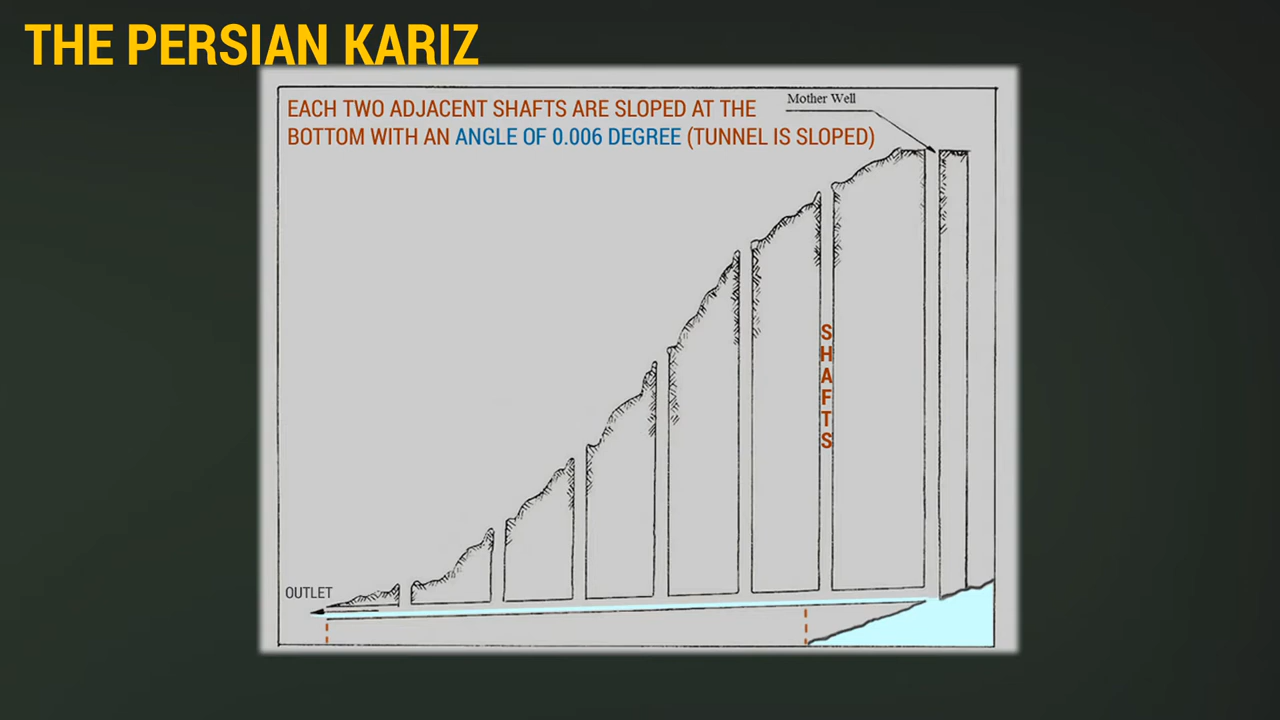 THE PERSIAN KARIZ
EACH TWO ADJACENT SHAFTS ARE SLOPED AT THE
BOTTOM WITH AN ANGLE OF 0.006 DEGREE (TUNNEL IS SLOPED)
Mother Well
SHAFTS
OUTLET